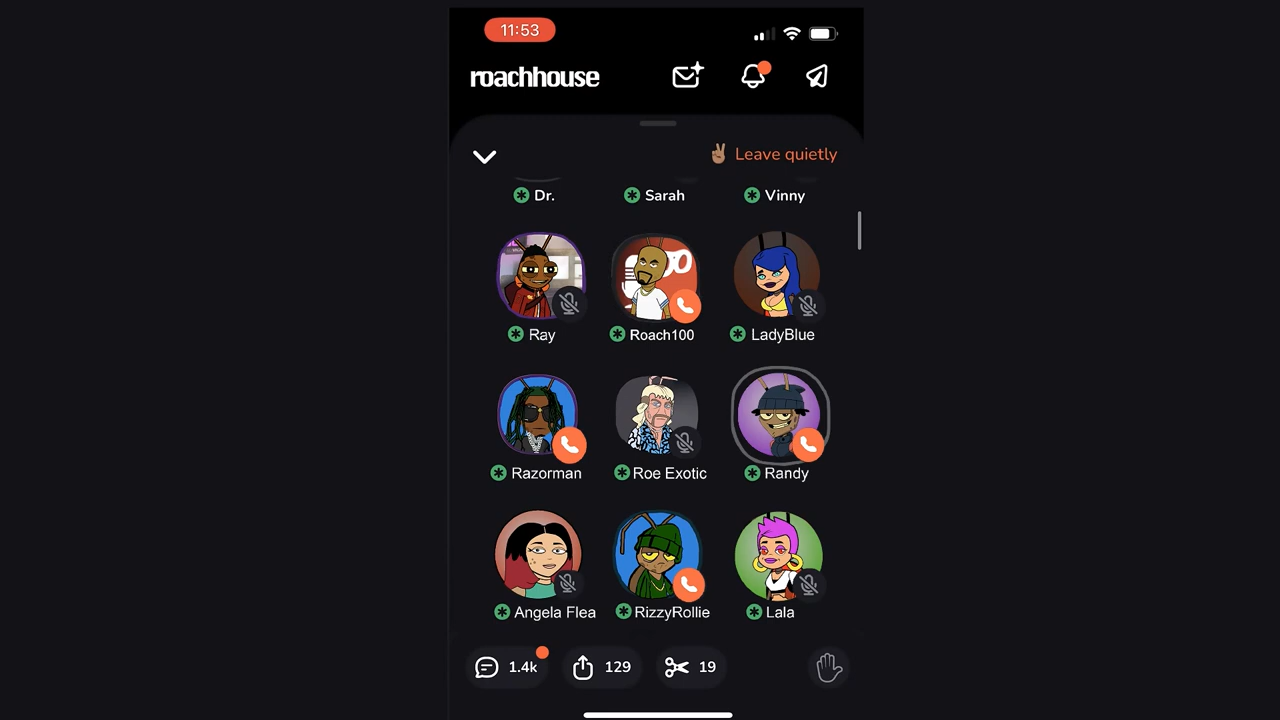 11:53
roachhouse
✌🏽 Leave quietly
Dr. Sarah Vinny
Ray Roach100 LadyBlue
Razorman Roe Exotic Randy
Angela Flea RizzyRollie Lala
1.4k 129 19